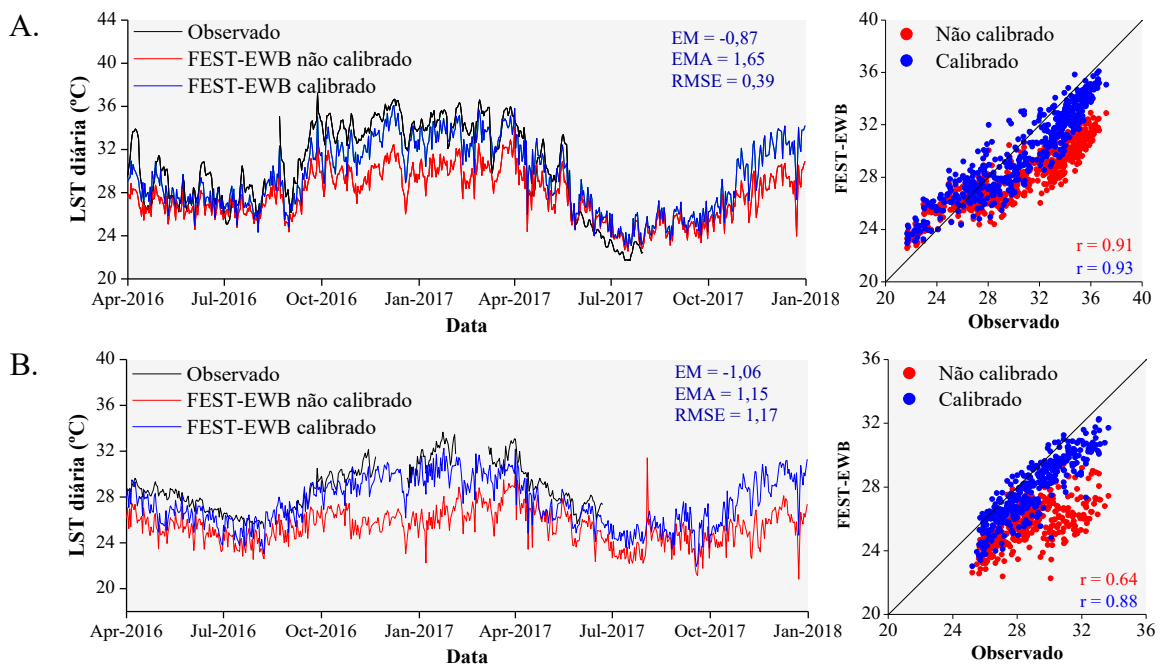 A.
LST diária (ºC)
44
40
36
32
28
24
20
Observado
FEST-EWB não calibrado
FEST-EWB calibrado
EM = -0,87
EMA = 1,65
RMSE = 0,39
Apr-2016
Jul-2016
Oct-2016
Jan-2017
Apr-2017
Jul-2017
Oct-2017
Jan-2018
Data
FEST-EWB
40
36
32
28
24
20
Não calibrado
Calibrado
r = 0.91
r = 0.93
20
24
28
32
36
40
Observado
B.
LST diária (ºC)
40
36
32
28
24
20
Observado
FEST-EWB não calibrado
FEST-EWB calibrado
EM = -1,06
EMA = 1,15
RMSE = 1,17
Apr-2016
Jul-2016
Oct-2016
Jan-2017
Apr-2017
Jul-2017
Oct-2017
Jan-2018
Data
FEST-EWB
36
32
28
24
20
Não calibrado
Calibrado
r = 0.64
r = 0.88
20
24
28
32
36
Observado